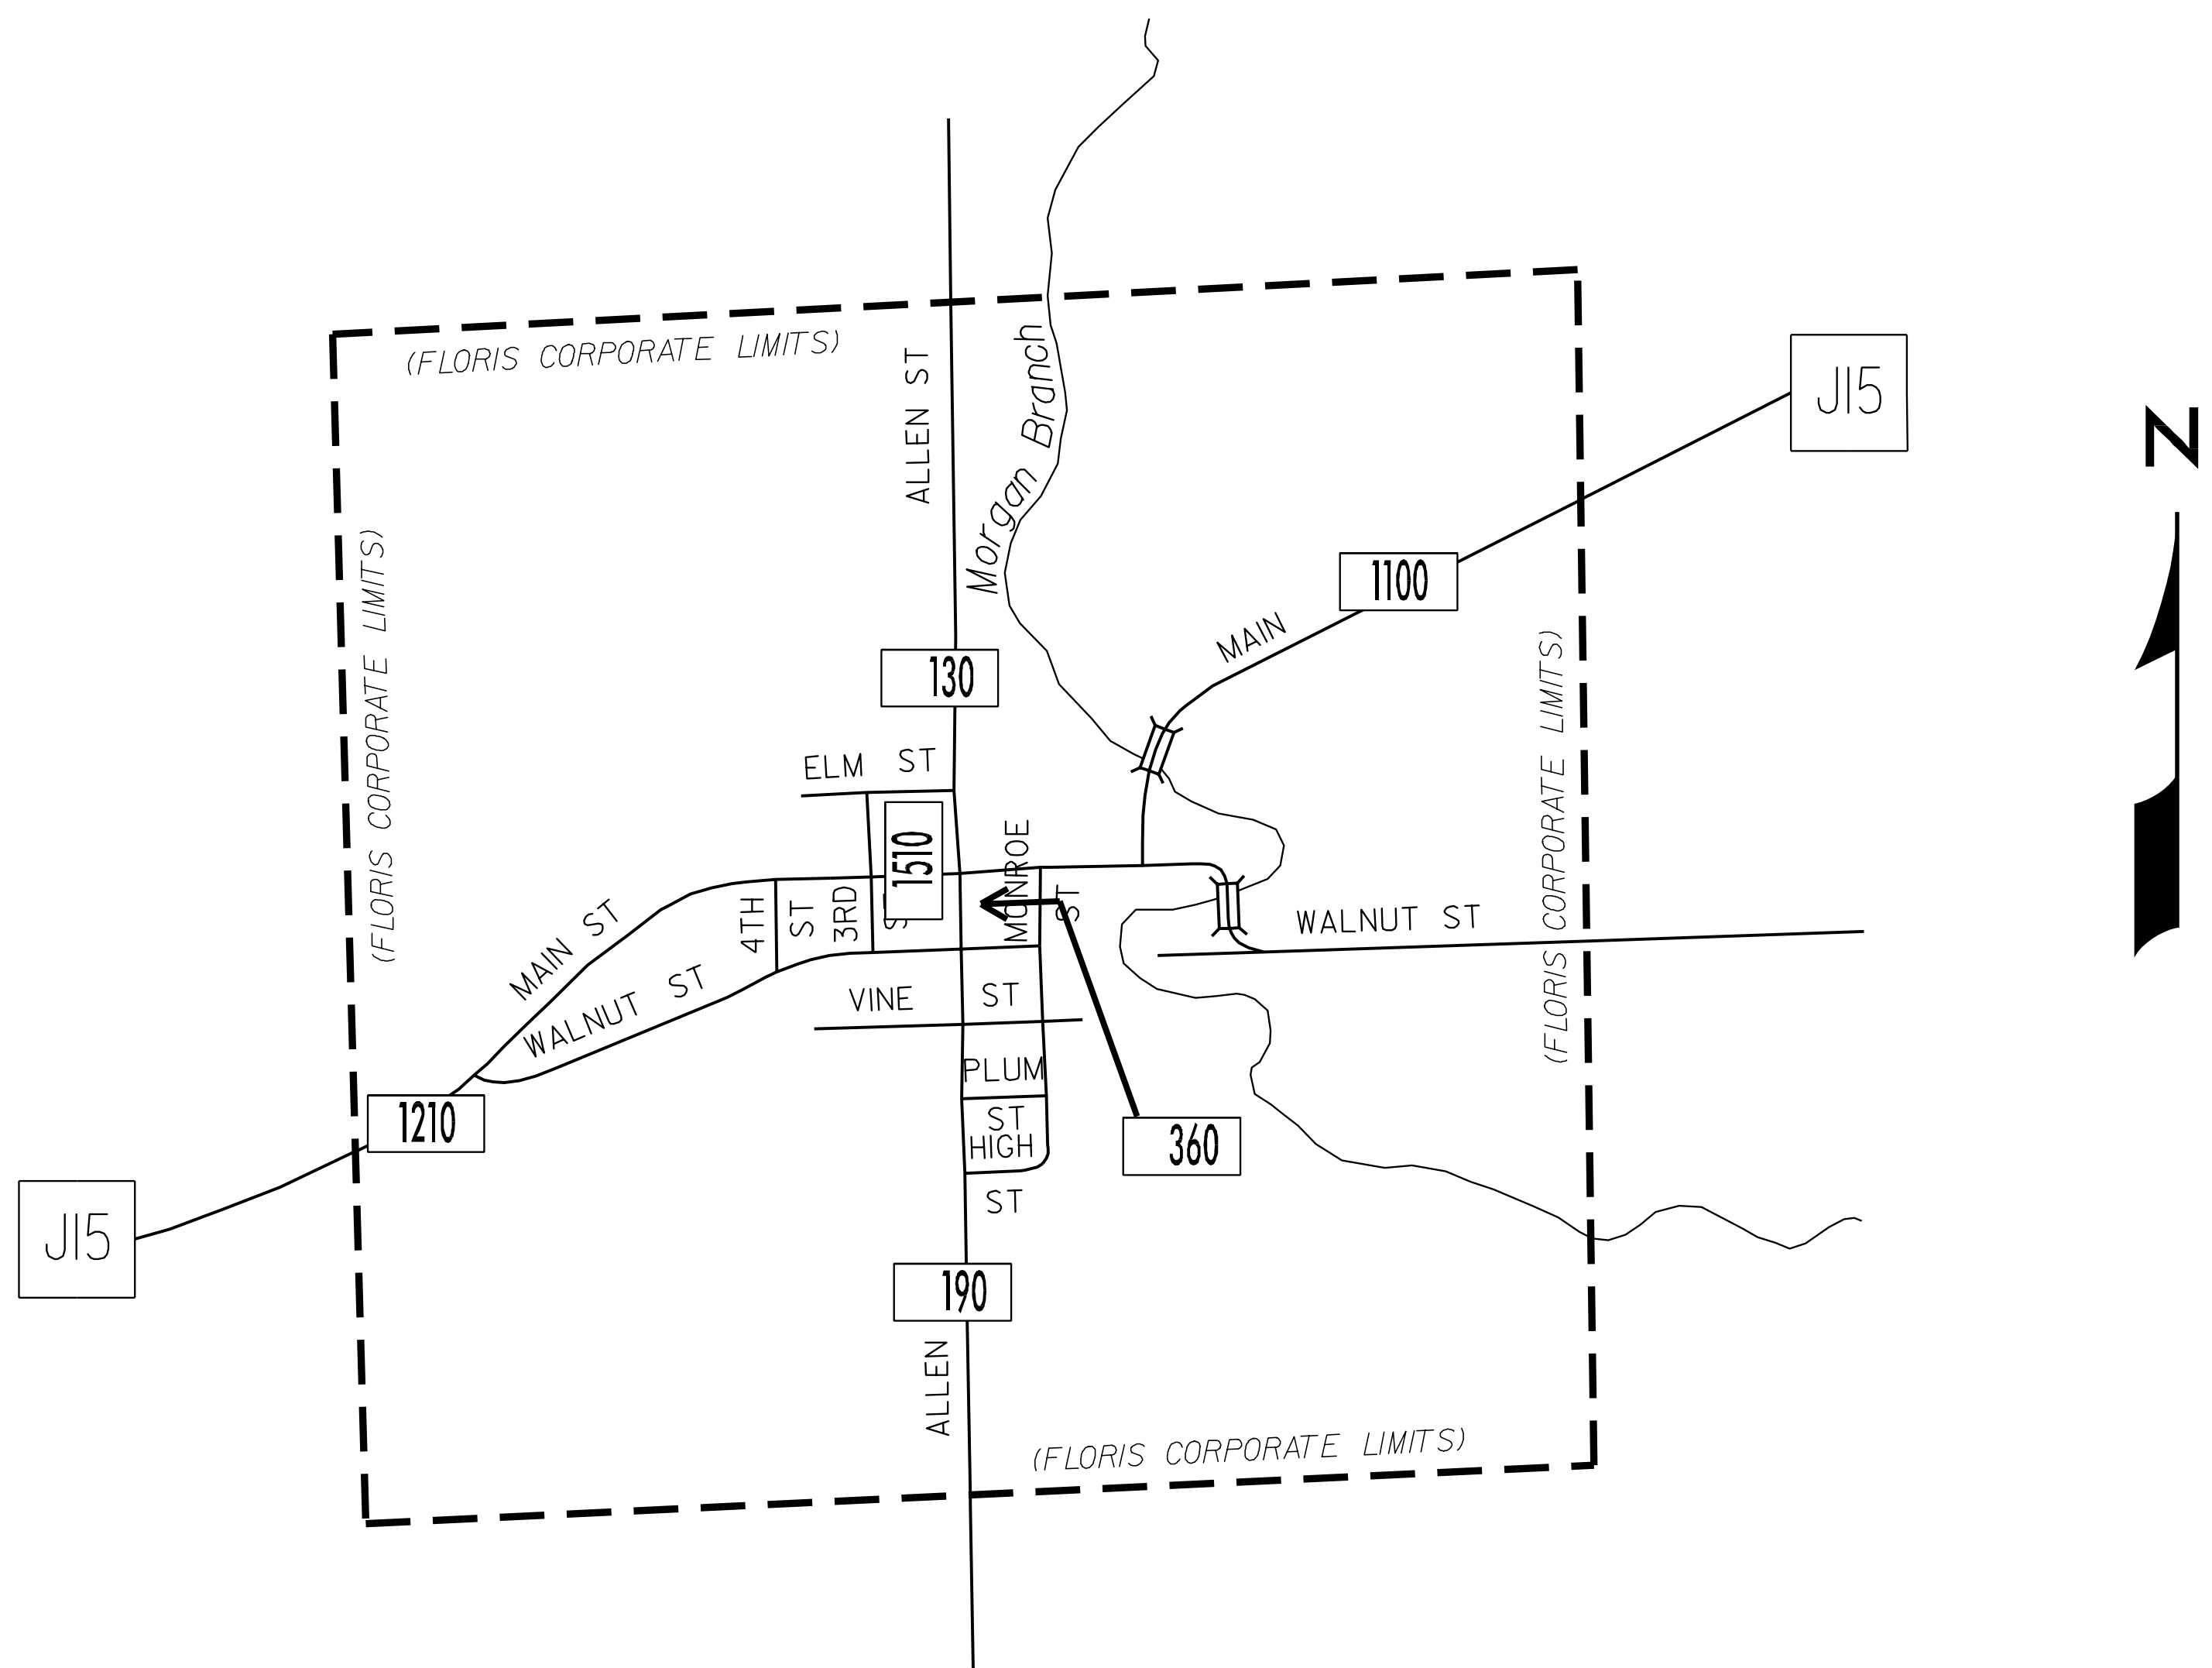 N
(FLORIS CORPORATE LIMITS)
ALLEN ST
Morgan Branch
J15
1100
MAIN
(FLORIS CORPORATE LIMITS)
(FLORIS CORPORATE LIMITS)
130
ELM ST
1510
MONROE ST
4TH ST
3RD
MAIN ST
WALNUT ST
WALNUT ST
VINE ST
PLUM ST
HIGH ST
1210
360
J15
190
ALLEN
(FLORIS CORPORATE LIMITS)